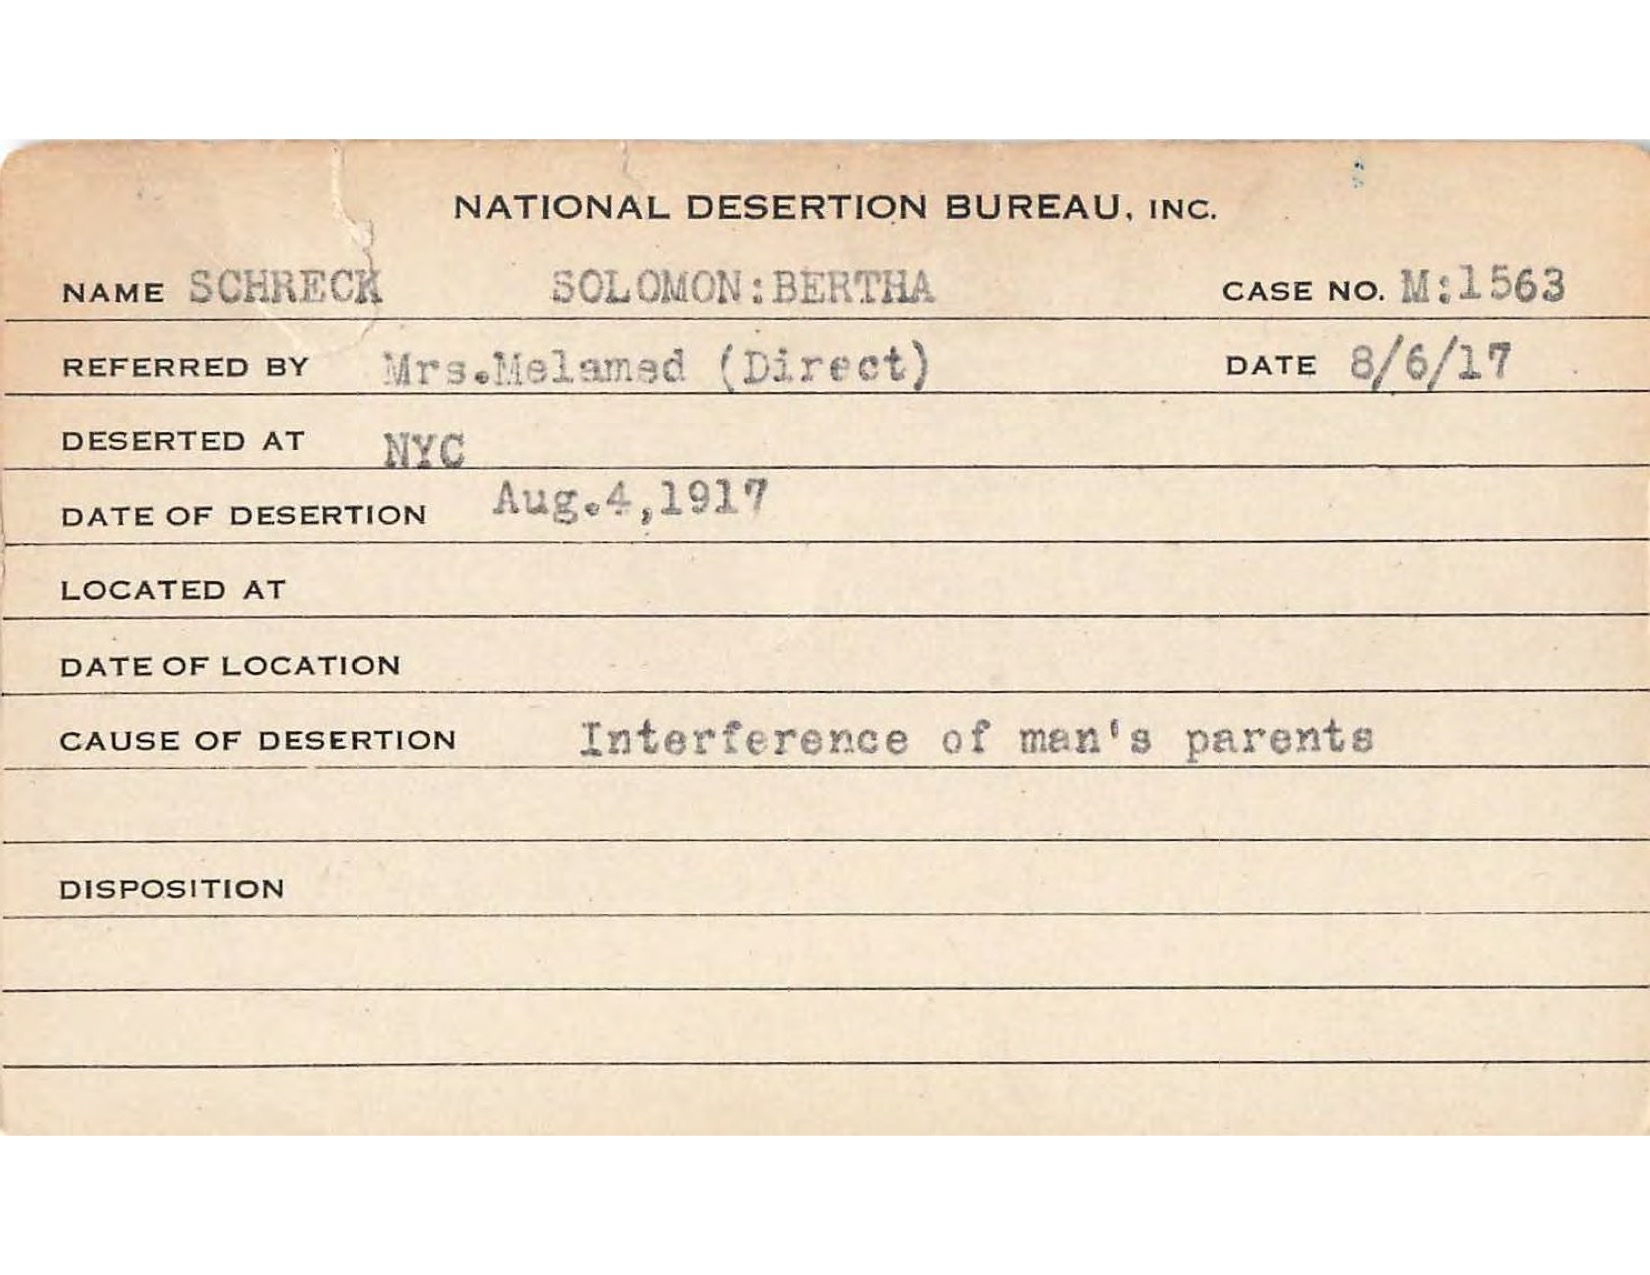 NATIONAL DESERTION BUREAU, INC.
NAME SCHRECK SOLOMON:BERTHA CASE NO. M:1563
REFERRED BY Mrs.Melamed (Direct) DATE 8/6/17
DESERTED AT NYC
DATE OF DESERTION Aug.4,1917
LOCATED AT
DATE OF LOCATION
CAUSE OF DESERTION Interference of man's parents
DISPOSITION